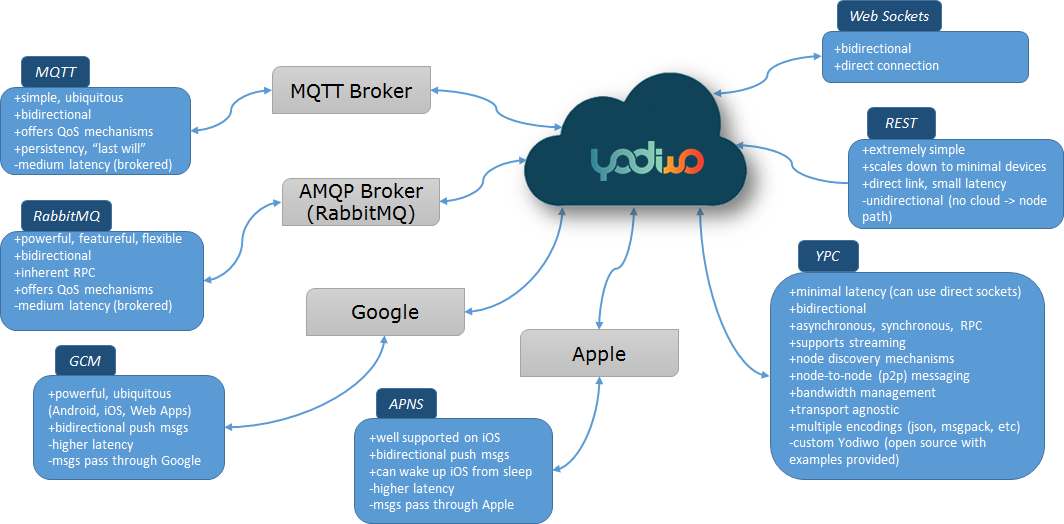 Web Sockets
+bidirectional
+direct connection
MQTT
+simple, ubiquitous
+bidirectional
+offers QoS mechanisms
+persistency, “last will”
-medium latency (brokered)
MQTT Broker
yodiwo
REST
+extremely simple
+scales down to minimal devices
+direct link, small latency
-unidirectional (no cloud -> node
path)
AMQP Broker
(RabbitMQ)
RabbitMQ
+powerful, featureful, flexible
+bidirectional
+inherent RPC
+offers QoS mechanisms
-medium latency (brokered)
YPC
+minimal latency (can use direct sockets)
+bidirectional
+asynchronous, synchronous, RPC
+supports streaming
+node discovery mechanisms
+node-to-node (p2p) messaging
+bandwidth management
+transport agnostic
+multiple encodings (json, msgpack, etc)
-custom Yodiwo (open source with
examples provided)
Google
Apple
GCM
+powerful, ubiquitous
(Android, iOS, Web Apps)
+bidirectional push msgs
-higher latency
-msgs pass through Google
APNS
+well supported on iOS
+bidirectional push msgs
+can wake up iOS from sleep
-higher latency
-msgs pass through Apple